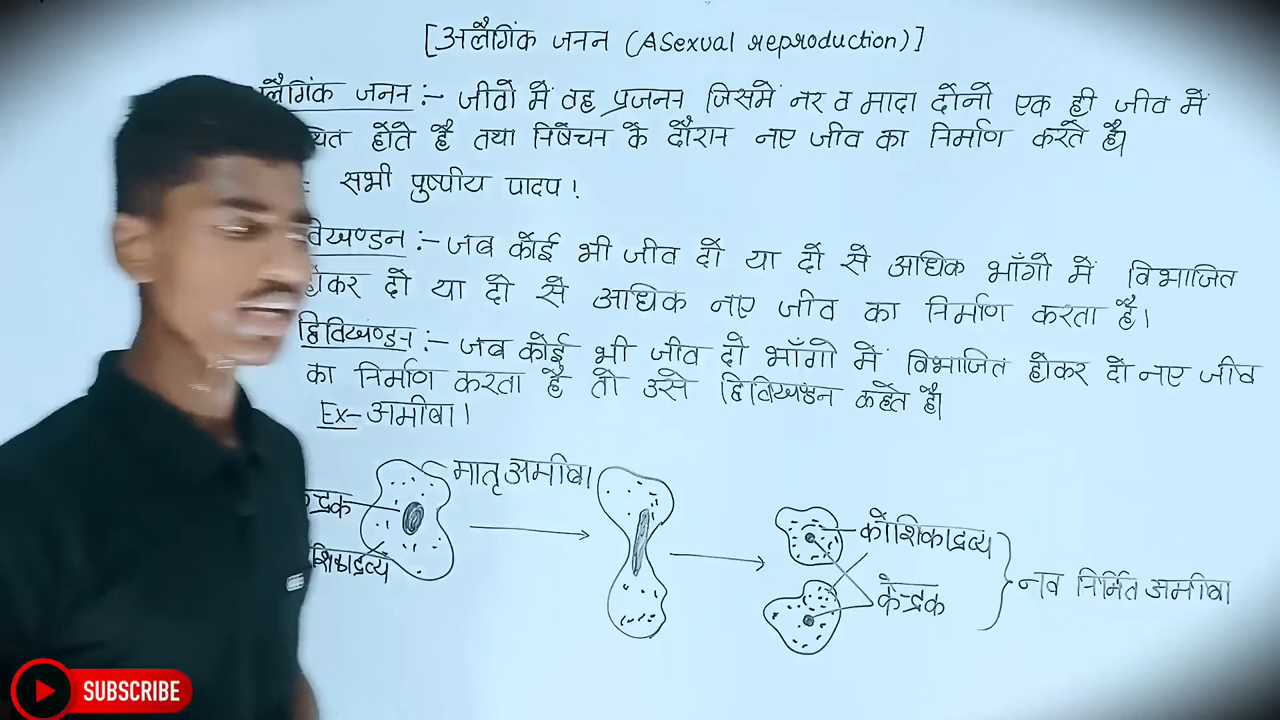 [अलैगिंक जनन (ASexual reproduction)]
लैगिंक जनन :- जीवों में वह प्रजनन जिसमें नर व मादा दोनों एक ही जीव में
होते है तथा निषेचन के दौरान नए जीव का निर्माण करते है।
सभी पुष्पीय पादप !
विखण्डन :- जब कोई भी जीव दो या दो से अधिक भाँगो में विभाजित
होकर दो या दो से अधिक नए जीव का निर्माण करता है।
द्विविखण्डन :- जब कोई भी जीव दो भाँगो में विभाजित होकर दो नए जीव
का निर्माण करता है तो उसे द्विविखण्डन कहते है।
Ex- अमीबा।
मातृ अमीबा।
कोशिकाद्रव्य
केन्द्रक
नव निर्मित अमीबा
SUBSCRIBE